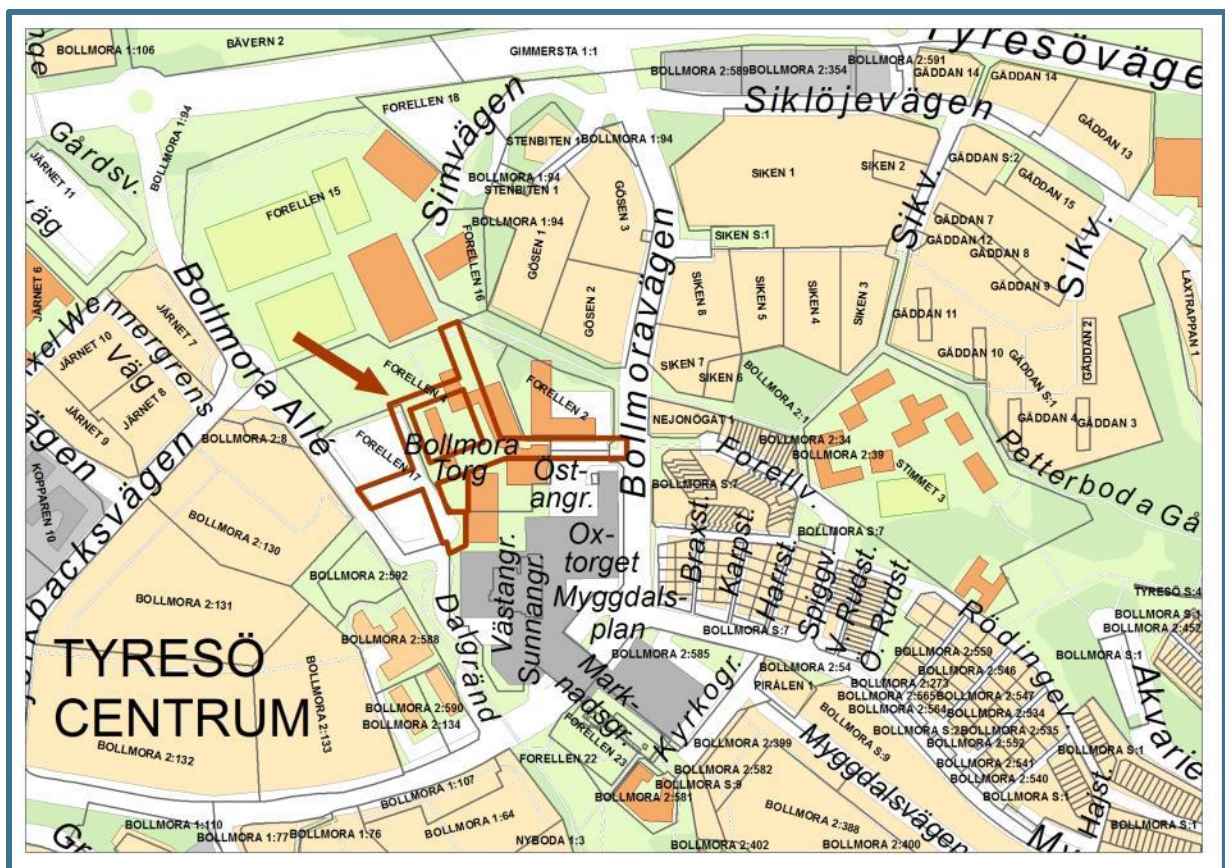 BOLLMORA 1:106
BÄVERN 2
GIMMERSTA 1:1
Tyresöväge
BOLLMORA 2:589
BOLLMORA 2:354
BOLLMORA 2:591
GÄDDAN 14
GÄDDAN 14
Siklöjevägen
FORELLEN 18
Simvägen
STENBITEN 1
BOLLMORA 1:94
BOLLMORA 1:94
Gårdsv.
JÄRNET 11
väg
FORELLEN 15
BOLLMORA 1:94
STENBITEN 1
BOLLMORA 1:94
GÖSEN 1
GÖSEN 3
GÖSEN 2
SIKEN 1
SIKEN 2
SIKEN S:1
Sikv.
GÄDDAN S:2
GÄDDAN 13
GÄDDAN 15
GÄDDAN 7
GÄDDAN 12
GÄDDAN 8
GÄDDAN 9
Sikv.
LAXTRAPPAN 1
JÄRNET 6
FORELLEN 16
Bollmoravägen
SIKEN 8
SIKEN 5
SIKEN 4
SIKEN 3
GÄDDAN 11
GÄDDAN 10
GÄDDAN 2
GÄDDAN S:1
GÄDDAN 4
GÄDDAN 3
xel Wennergrens
Väg
JÄRNET 10
JÄRNET 7
JÄRNET 8
JÄRNET 9
Bollmora Allé
FORELLEN 4
FORELLEN 2
SIKEN 7
SIKEN 6
BOLLMORA 2:1
NEJONÖGAT 1
BOLLMORA 2:34
BOLLMORA 2:39
STIMMET 3
Petterboda Gå
BOLLMORA 2:8
FORELLEN 17
Bollmora
Torg
Öst-
angr.
Forellv.
BOLLMORA S:7
BOLLMORA S:7
KOPPAREN 10
BOLLMORA 2:130
BOLLMORA 2:592
BOLLMORA 2:131
Ox-
torget
Myggdals-
plan
Västangr.
Sunnangr.
Braxst.
Karpst.
Harrst.
Spiggv.
V. Rudst.
Ö. Rudst.
Rödingev.
TYRESÖ S:4
BOLLMORA S:1
BOLLMORA 2:452
BOLLMORA S:1
Akvarie
BOLLMORA S:7
BOLLMORA 2:585
BOLLMORA 2:54
PIRÅLEN 1
TYRESÖ
CENTRUM
BOLLMORA 2:588
BOLLMORA 2:590
BOLLMORA 2:134
BOLLMORA 2:133
BOLLMORA 2:132
Dalgränd
Mark-
nadsgr.
Kyrkogr.
FORELLEN 23
FORELLEN 22
BOLLMORA 2:559
BOLLMORA 2:546
BOLLMORA 2:273
BOLLMORA 2:565
BOLLMORA 2:547
BOLLMORA 2:564
BOLLMORA 2:534
BOLLMORA S:2
BOLLMORA 2:535
BOLLMORA 2:552
BOLLMORA 2:541
BOLLMORA 2:540
BOLLMORA S:1
BOLLMORA S:1
BOLLMORA S:1
Hajst.
BOLLMORA S:9
Myggdalsvägen
BOLLMORA 2:399
BOLLMORA 2:582
BOLLMORA S:9
BOLLMORA 2:581
BOLLMORA 2:388
BOLLMORA 2:402
BOLLMORA 2:400
BOLLMORA 1:107
BOLLMORA 1:64
BOLLMORA 1:110
BOLLMORA 1:77
BOLLMORA 1:76
NYBODA 1:3